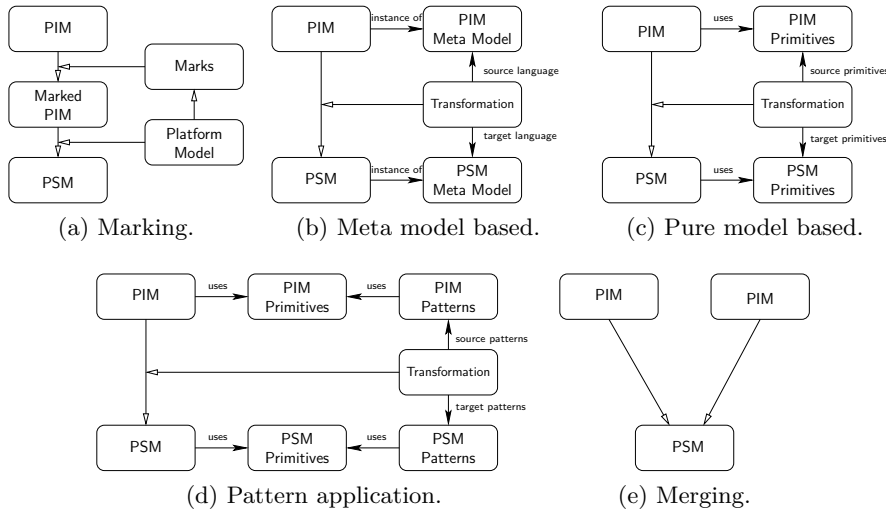 PIM
Marks
Marked
PIM
Platform
Model
PSM
(a) Marking.
PIM
instance of
PIM
Meta Model
source language
Transformation
target language
PSM
instance of
PSM
Meta Model
(b) Meta model based.
PIM
uses
PIM
Primitives
source primitives
Transformation
target primitives
PSM
uses
PSM
Primitives
(c) Pure model based.
PIM
uses
PIM
Primitives
uses
PIM
Patterns
source patterns
Transformation
target patterns
PSM
uses
PSM
Primitives
uses
PSM
Patterns
(d) Pattern application.
PIM
PIM
PSM
(e) Merging.